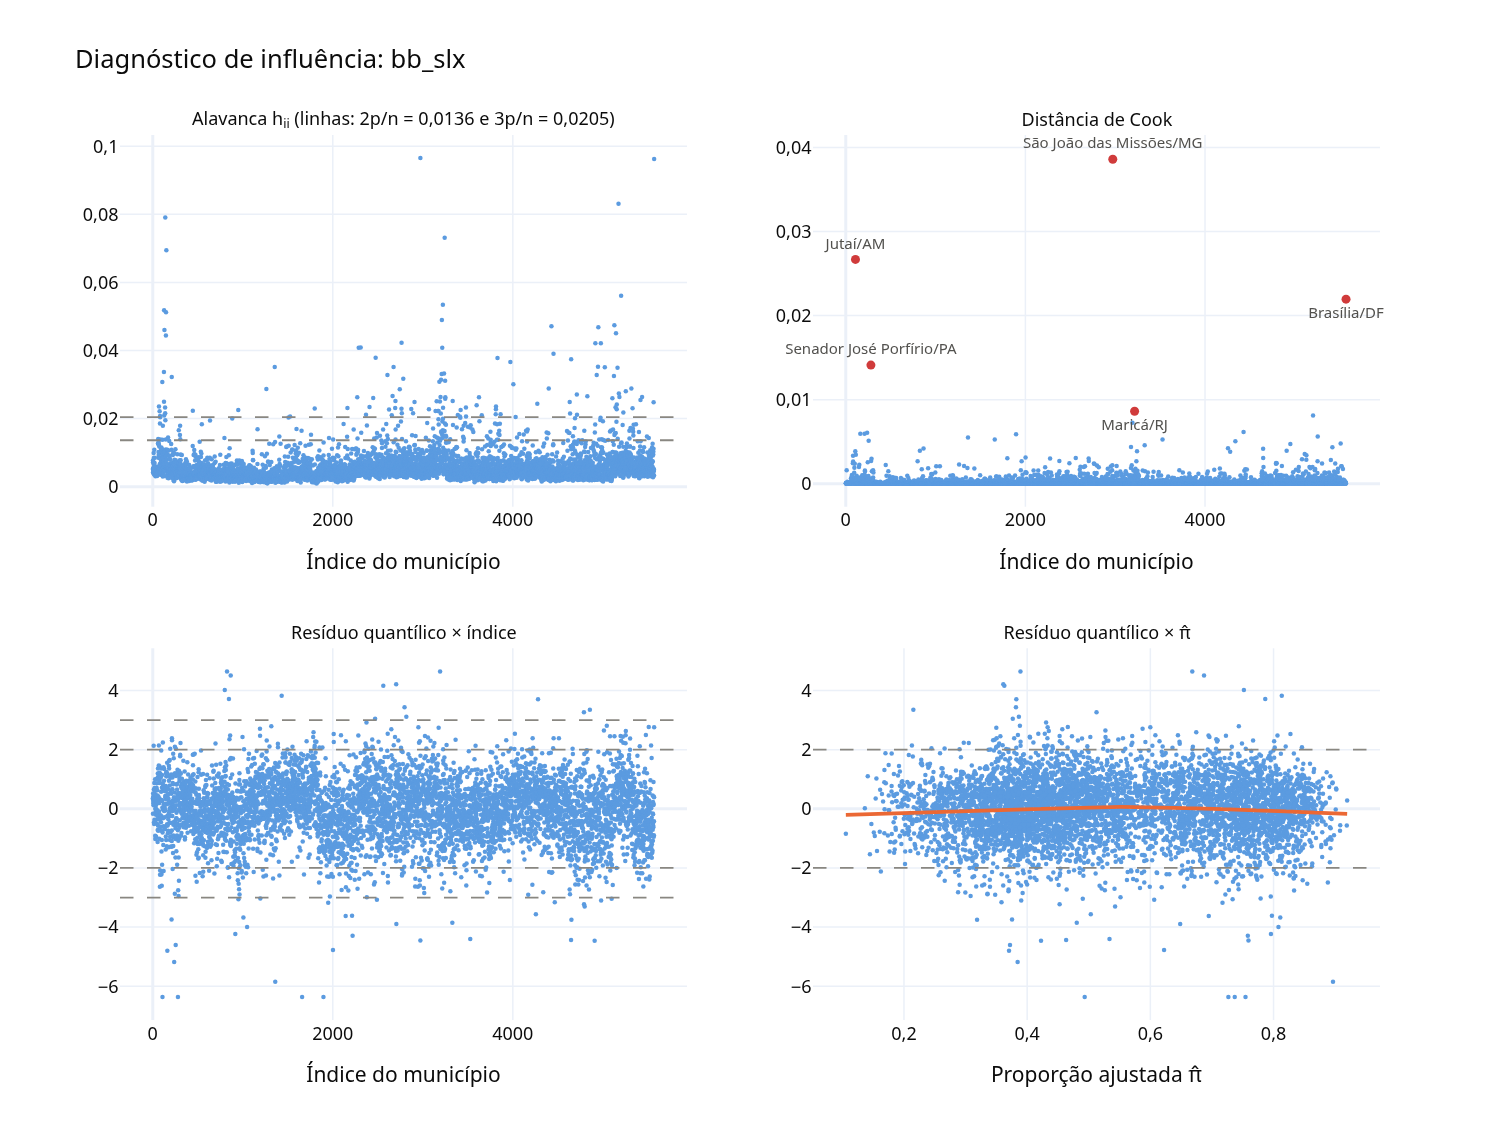 Diagnóstico de influência: bb_slx
Alavanca hᵢᵢ (linhas: 2p/n = 0,0136 e 3p/n = 0,0205)
0,1
0,08
0,06
0,04
0,02
0
0
2000
4000
Índice do município
Distância de Cook
São João das Missões/MG
Jutaí/AM
Brasília/DF
Senador José Porfírio/PA
Maricá/RJ
0,04
0,03
0,02
0,01
0
0
2000
4000
Índice do município
Resíduo quantílico × índice
4
2
0
−2
−4
−6
0
2000
4000
Índice do município
Resíduo quantílico × π̂
4
2
0
−2
−4
−6
0,2
0,4
0,6
0,8
Proporção ajustada π̂